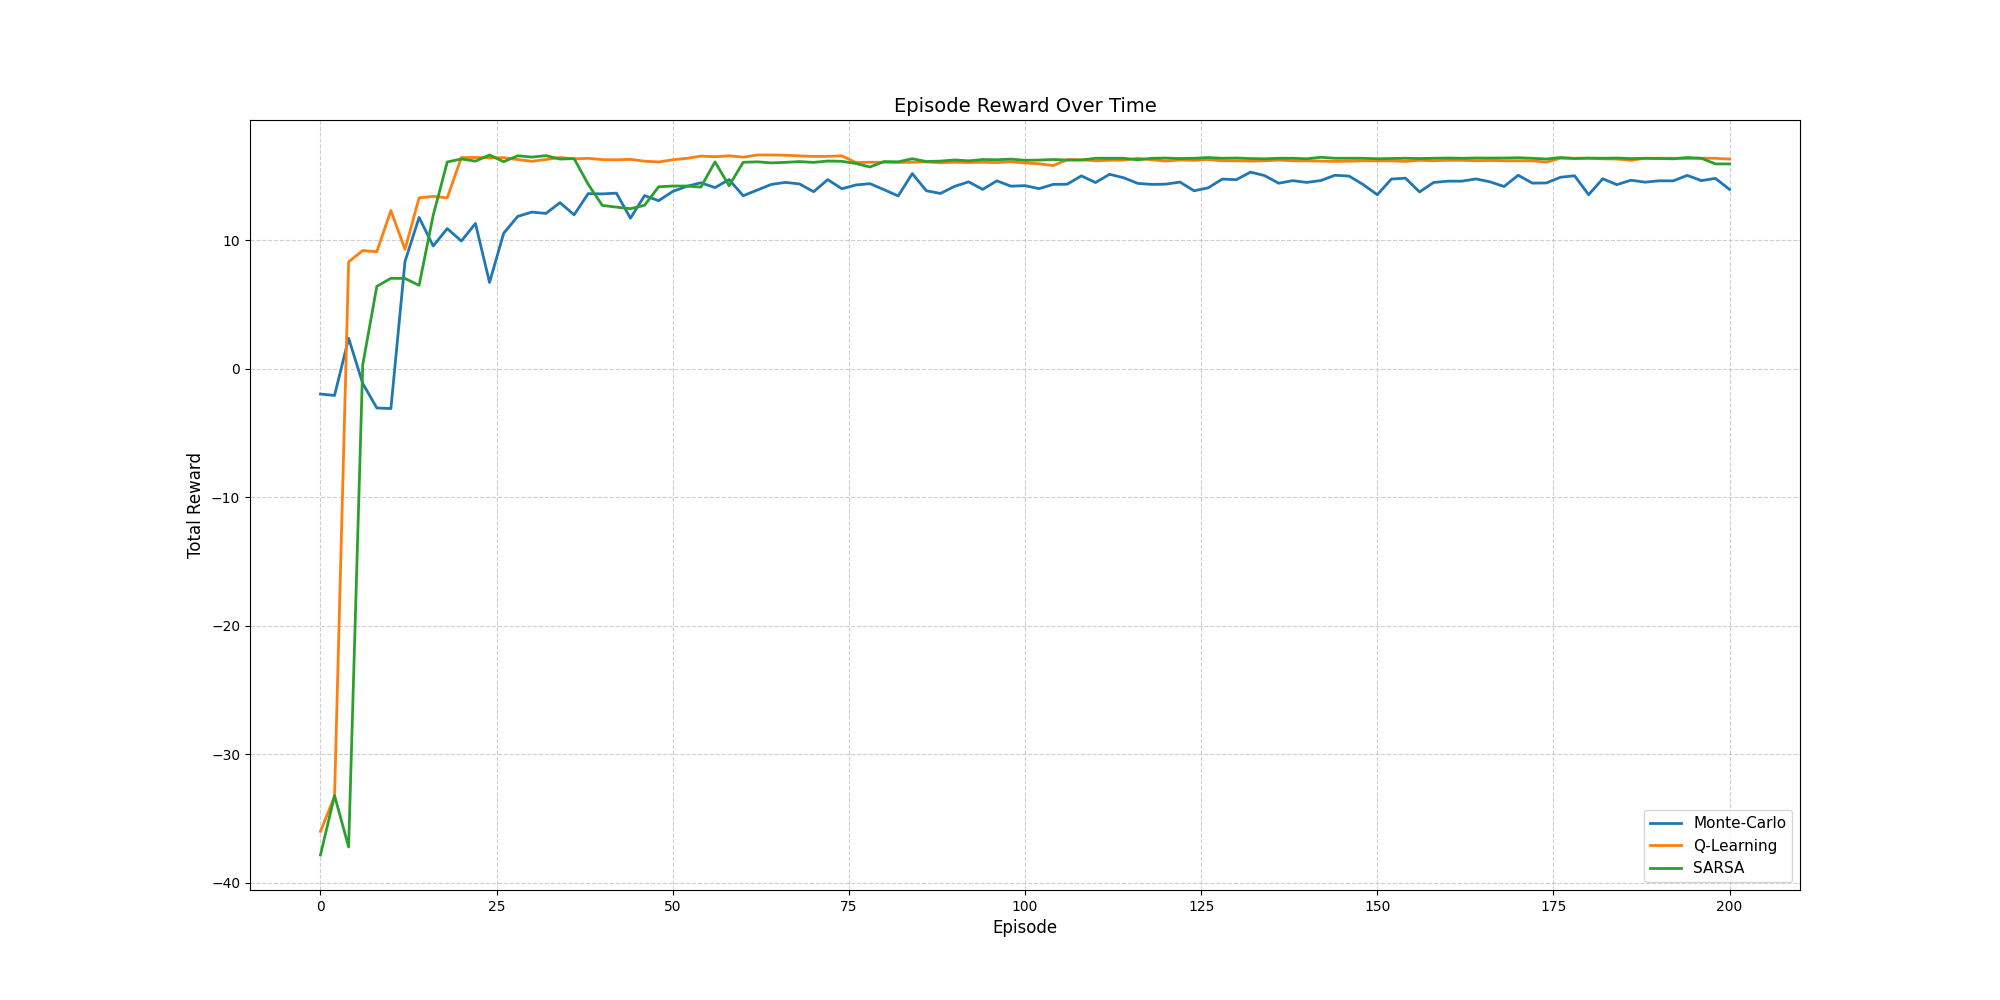 Episode Reward Over Time
Total Reward
10
0
−10
−20
−30
−40
0 25 50 75 100 125 150 175 200
Episode
Monte-Carlo
Q-Learning
SARSA